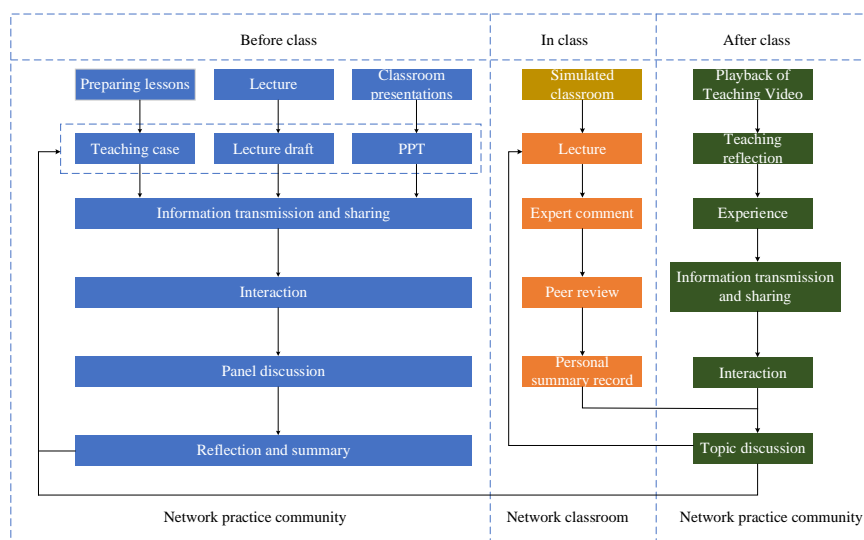 Before class
In class
After class
Preparing lessons
Lecture
Classroom
presentations
Simulated
classroom
Playback of
Teaching Video
Teaching case
Lecture draft
PPT
Lecture
Teaching
reflection
Information transmission and sharing
Expert comment
Experience
Interaction
Peer review
Information transmission
and sharing
Panel discussion
Personal
summary record
Interaction
Reflection and summary
Topic discussion
Network practice community
Network classroom
Network practice community